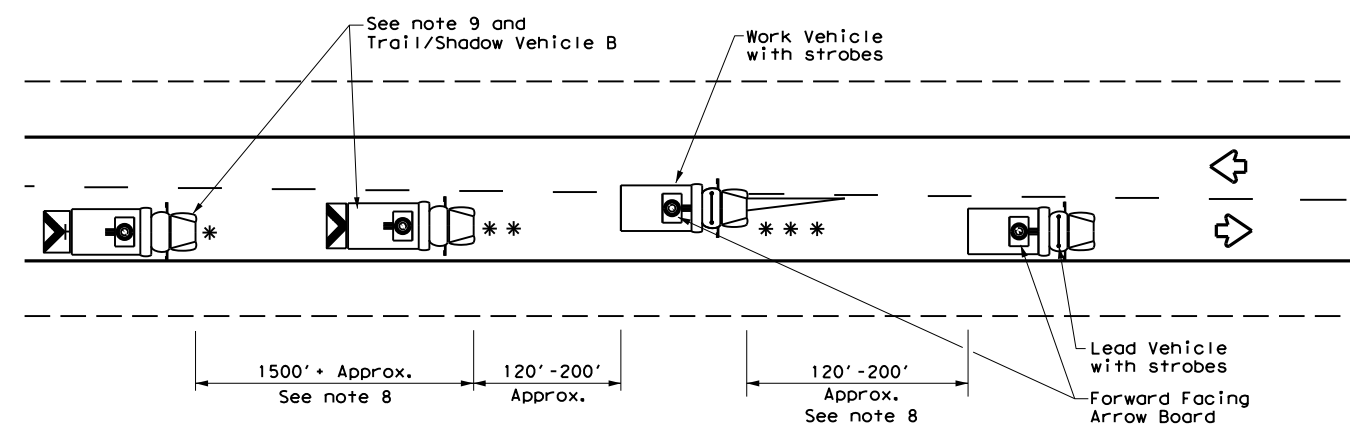 See note 9 and
Trail/Shadow Vehicle B
Work Vehicle
with strobes
*
* *
* * *
1500'+ Approx.
See note 8
120'-200'
Approx.
120'-200'
Approx.
See note 8
Lead Vehicle
with strobes
Forward Facing
Arrow Board